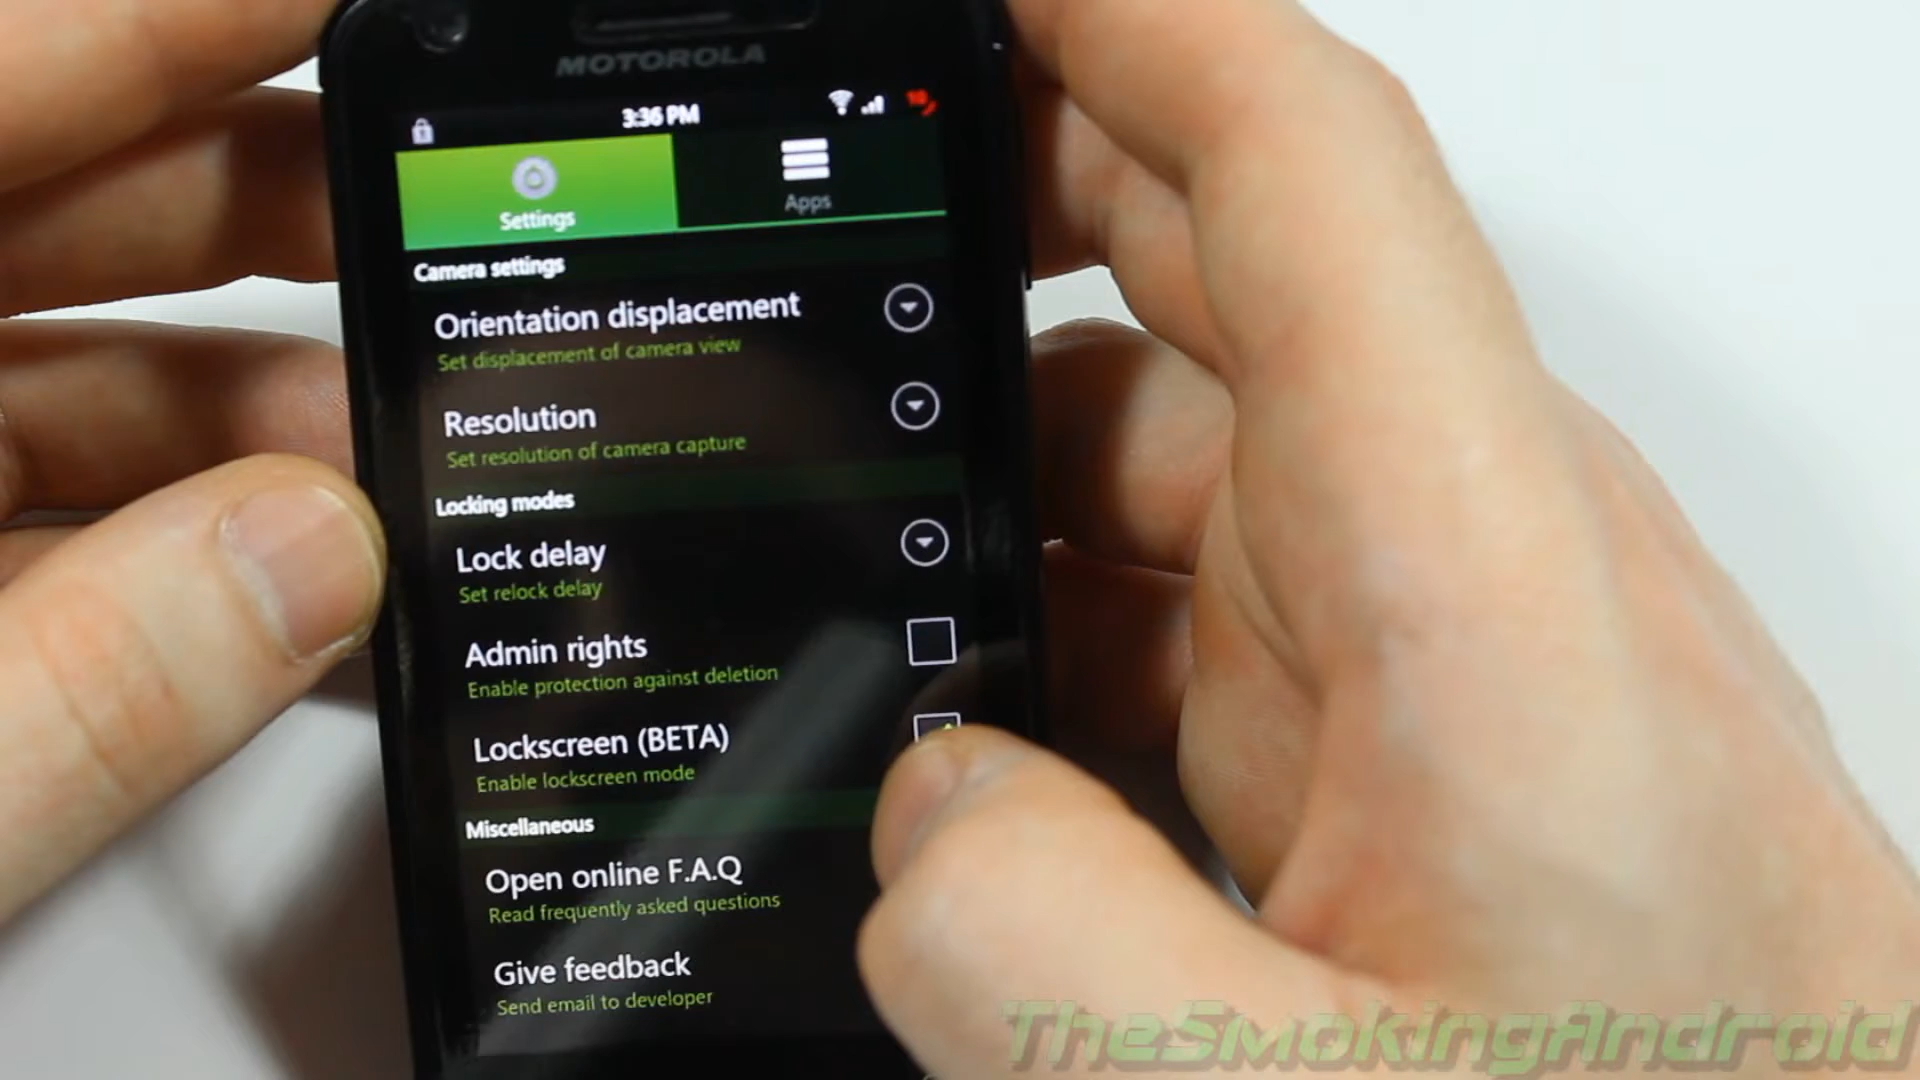 MOTOROLA
3:36 PM
Settings
Apps
Camera settings
Orientation displacement
Set displacement of camera view
Resolution
Set resolution of camera capture
Locking modes
Lock delay
Set relock delay
Admin rights
Enable protection against deletion
Lockscreen (BETA)
Enable lockscreen mode
Miscellaneous
Open online F.A.Q
Read frequently asked questions
Give feedback
Send email to developer
TheSmokingAndroid